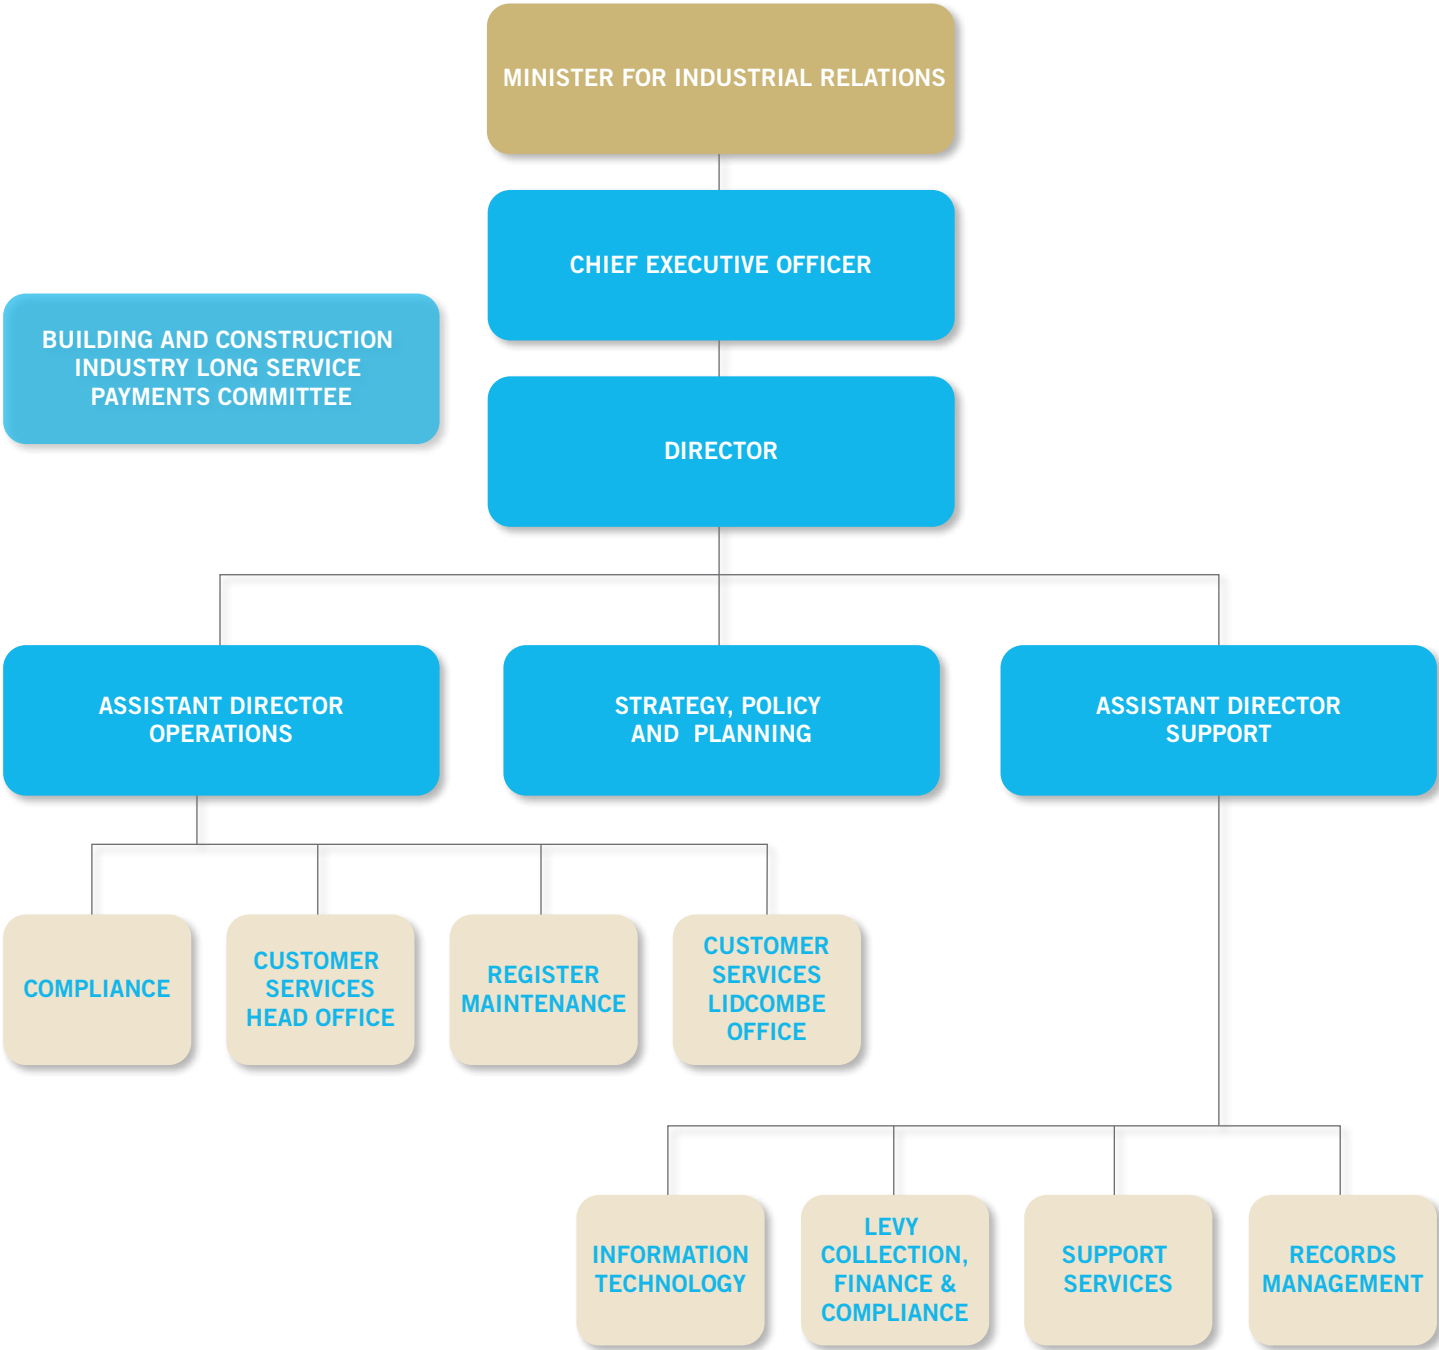 MINISTER FOR INDUSTRIAL RELATIONS
CHIEF EXECUTIVE OFFICER
BUILDING AND CONSTRUCTION
INDUSTRY LONG SERVICE
PAYMENTS COMMITTEE
DIRECTOR
ASSISTANT DIRECTOR
OPERATIONS
STRATEGY, POLICY
AND PLANNING
ASSISTANT DIRECTOR
SUPPORT
COMPLIANCE
CUSTOMER
SERVICES
HEAD OFFICE
REGISTER
MAINTENANCE
CUSTOMER
SERVICES
LIDCOMBE
OFFICE
INFORMATION
TECHNOLOGY
LEVY
COLLECTION,
FINANCE &
COMPLIANCE
SUPPORT
SERVICES
RECORDS
MANAGEMENT